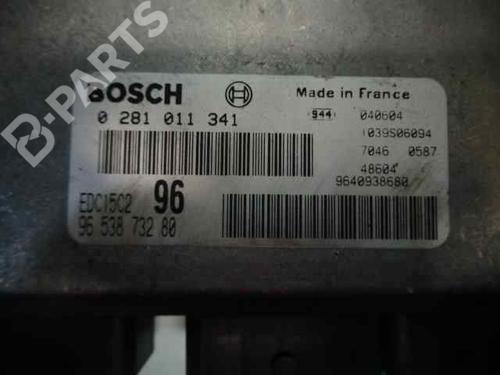 B-PARTS
BOSCH
Made in France
0 281 011 341
944 040604
1039S06094
7046 0587
48604
9640938680
EDC15C2 96
96 538 732 80